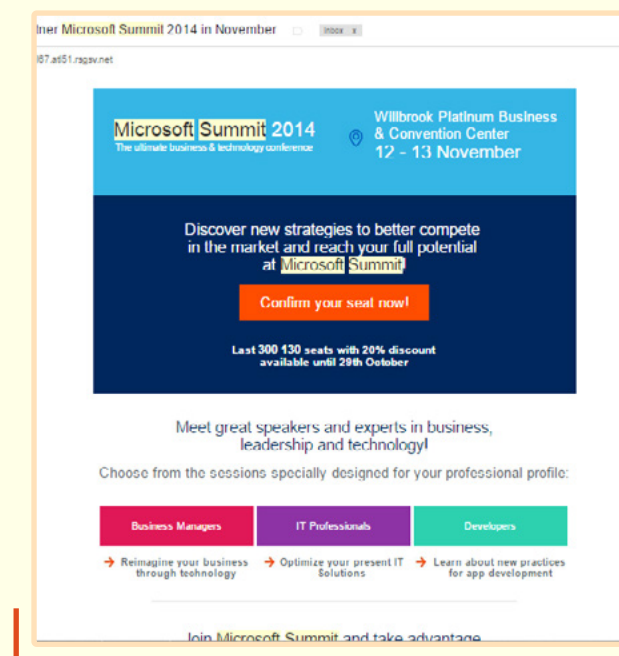 tner Microsoft Summit 2014 in November
Inbox x
l87.atl51.rsgsv.net
Microsoft Summit 2014
The ultimate business & technology conference
Willbrook Platinum Business
& Convention Center
12 - 13 November
Discover new strategies to better compete
in the market and reach your full potential
at Microsoft Summit!
Confirm your seat now!
Last 300 130 seats with 20% discount
available until 29th October
Meet great speakers and experts in business,
leadership and technology!
Choose from the sessions specially designed for your professional profile:
Business Managers
IT Professionals
Developers
Reimagine your business
through technology
Optimize your present IT
Solutions
Learn about new practices
for app development
Join Microsoft Summit and take advantage